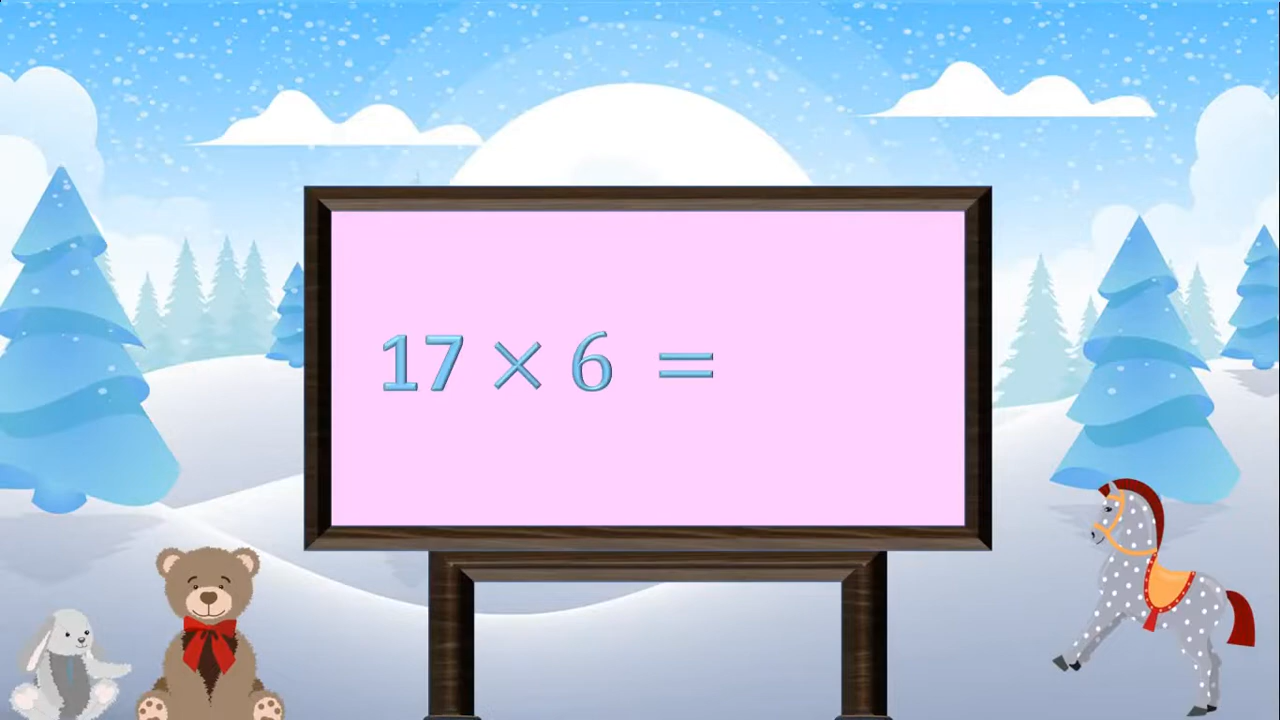 17 × 6 =